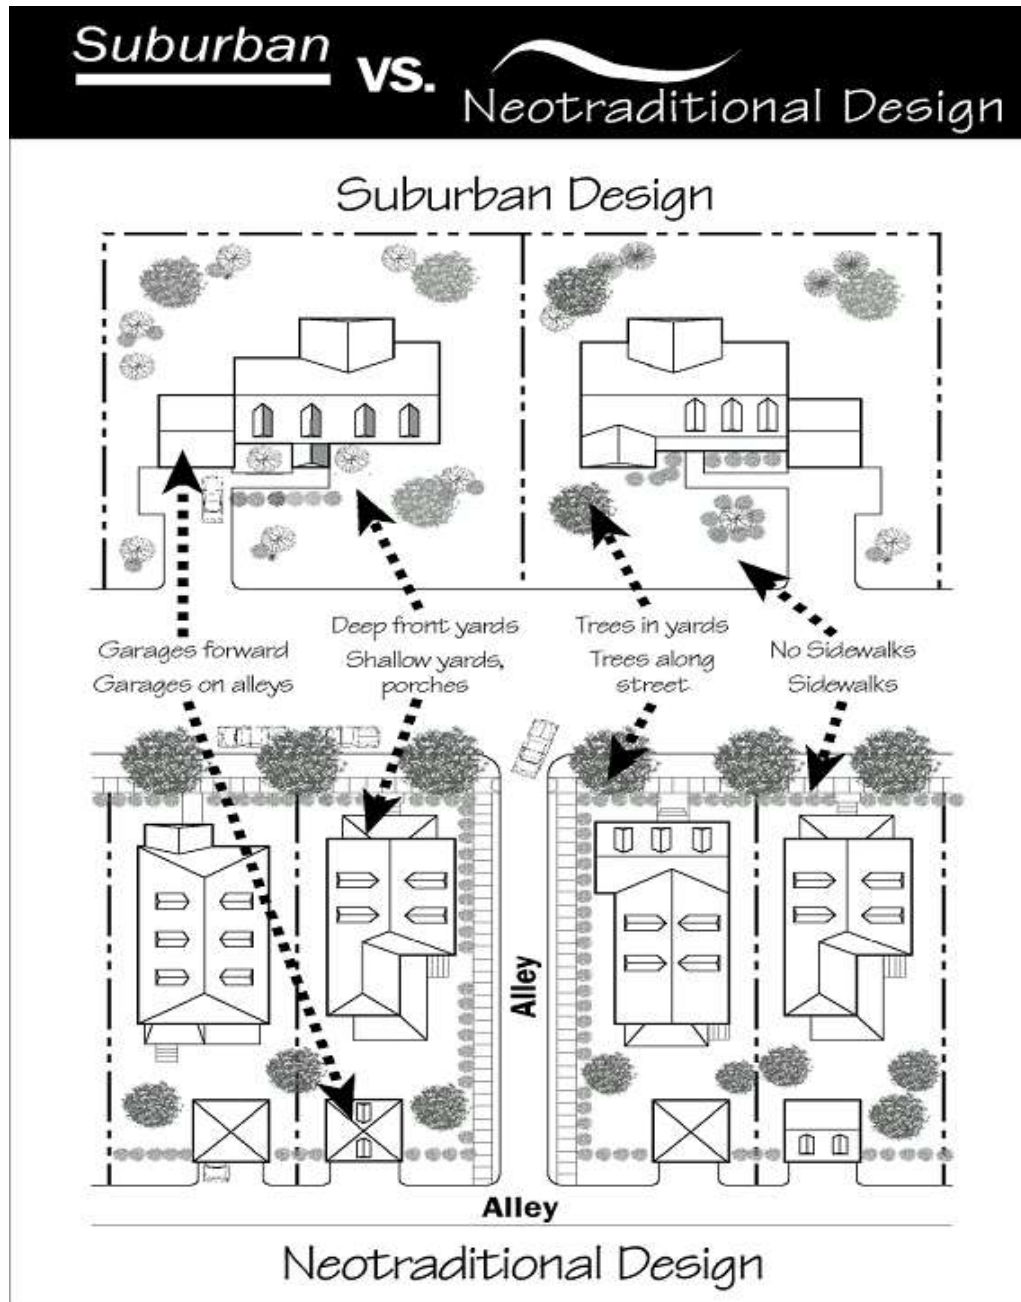 Suburban
vs.
Neotraditional Design
Suburban Design
Garages forward
Garages on alleys
Deep front yards
Shallow yards,
porches
Trees in yards
Trees along
street
No Sidewalks
Sidewalks
Alley
Alley
Neotraditional Design